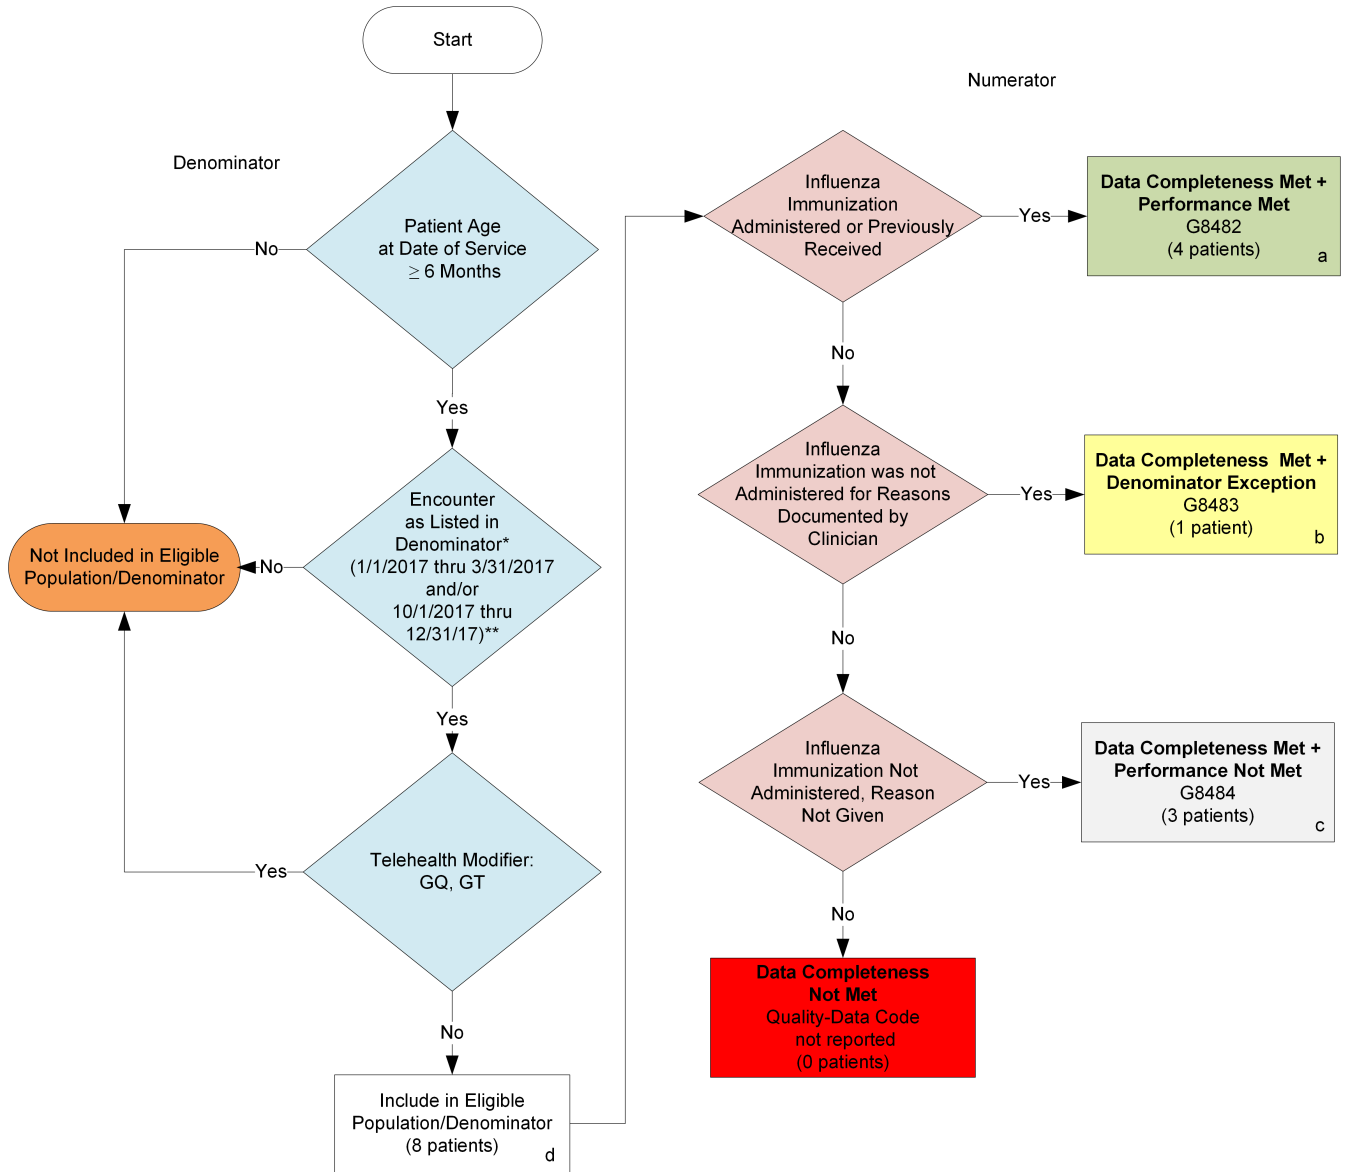 Start
Denominator
Patient Age
at Date of Service
≥ 6 Months
No
Yes
Encounter
as Listed in
Denominator*
(1/1/2017 thru 3/31/2017
and/or
10/1/2017 thru
12/31/17)**
No
Not Included in Eligible
Population/Denominator
Yes
Telehealth Modifier:
GQ, GT
Yes
No
Include in Eligible
Population/Denominator
(8 patients)
d
Numerator
Influenza
Immunization
Administered or Previously
Received
Yes
Data Completeness Met +
Performance Met
G8482
(4 patients)
a
No
Influenza
Immunization was not
Administered for Reasons
Documented by
Clinician
Yes
Data Completeness  Met +
Denominator Exception
G8483
(1 patient)
b
No
Influenza
Immunization Not
Administered, Reason
Not Given
Yes
Data Completeness Met +
Performance Not Met
G8484
(3 patients)
c
No
Data Completeness
Not Met
Quality-Data Code
not reported
(0 patients)